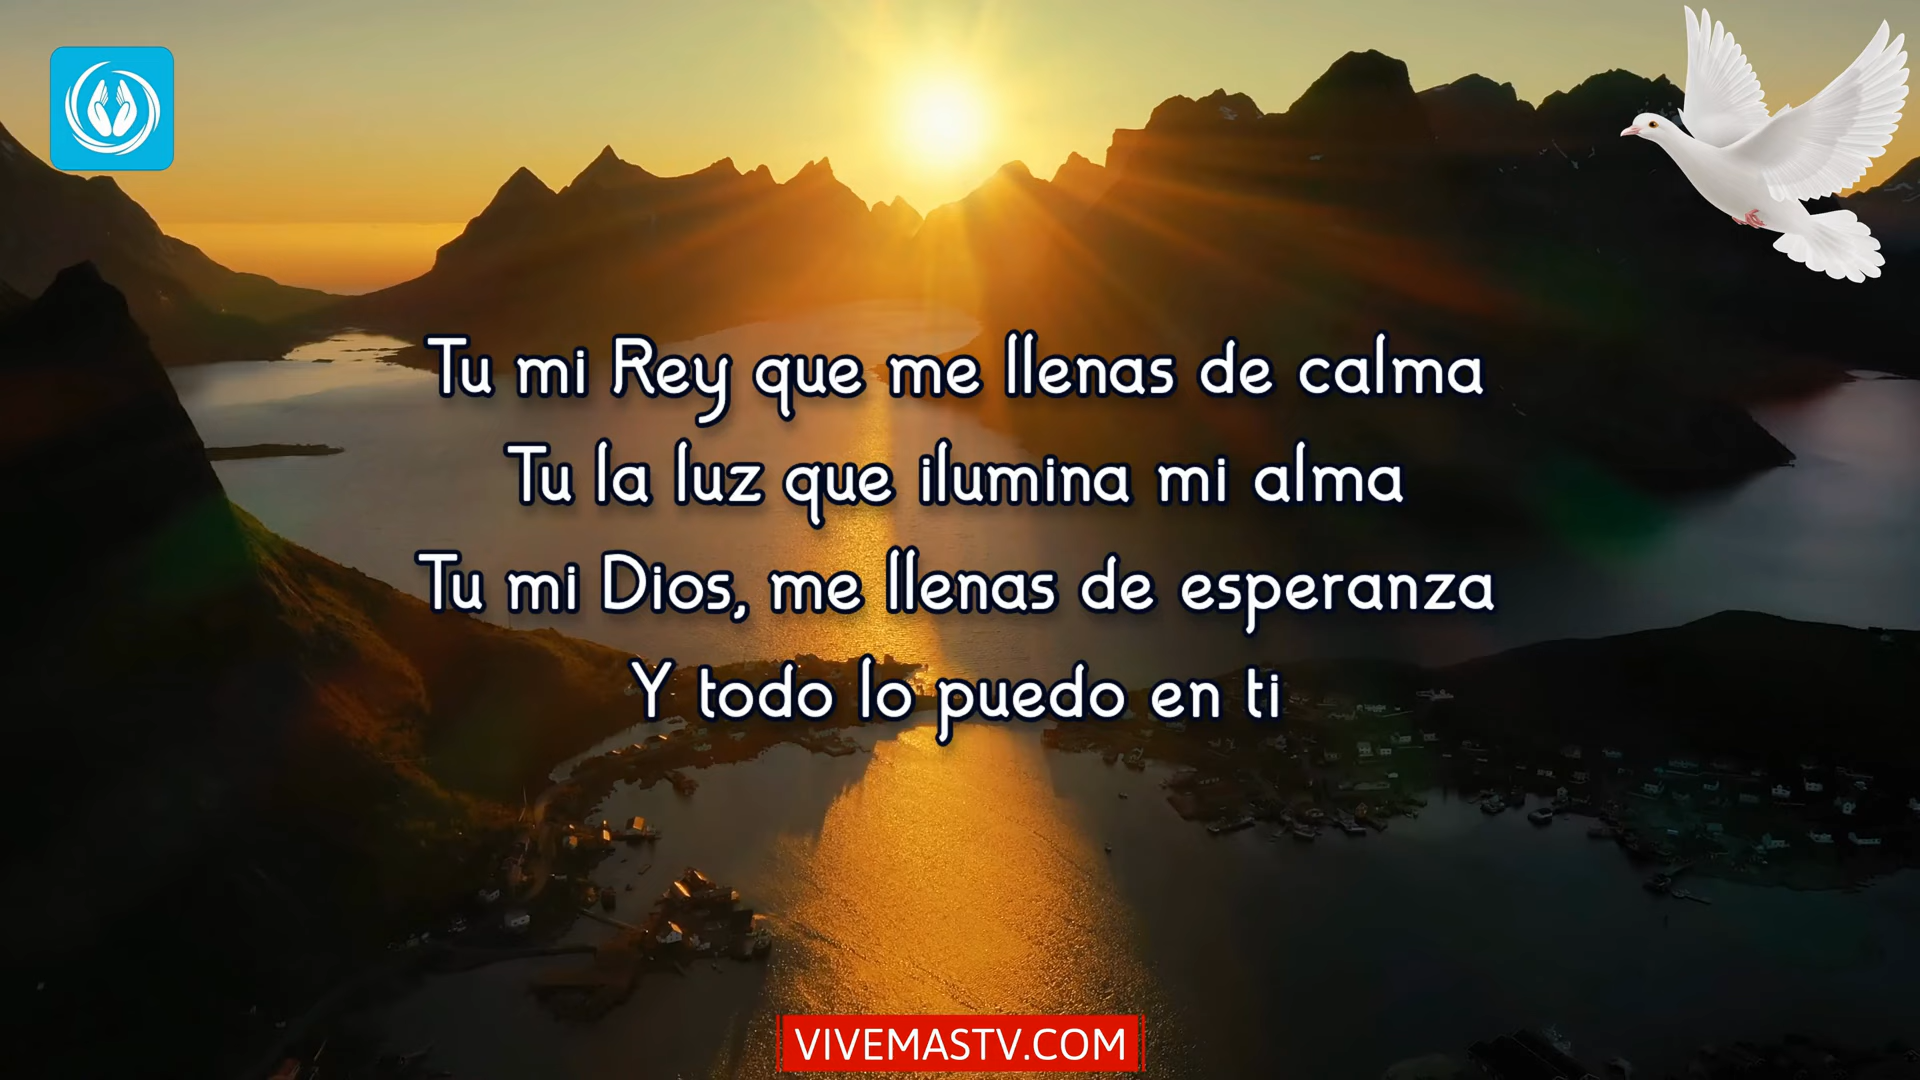 Tu mi Rey que me llenas de calma
Tu la luz que ilumina mi alma
Tu mi Dios, me llenas de esperanza
Y todo lo puedo en ti
VIVEMASTV.COM